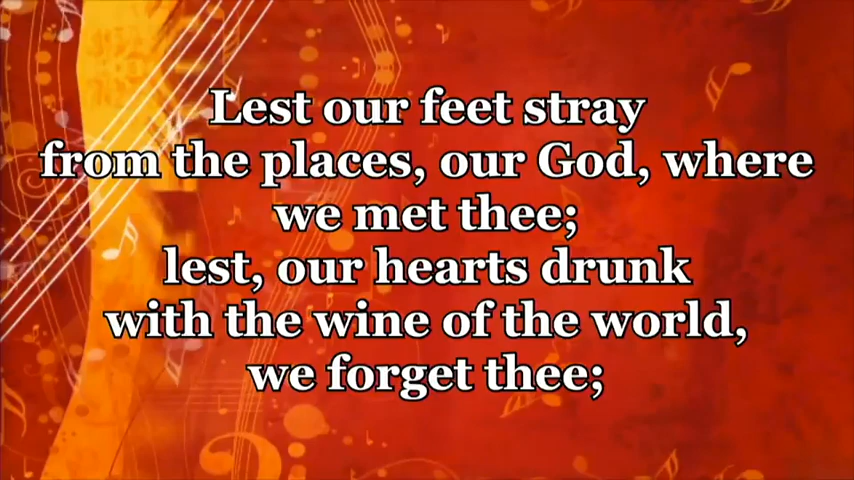 Lest our feet stray
from the places, our God, where
we met thee;
lest, our hearts drunk
with the wine of the world,
we forget thee;